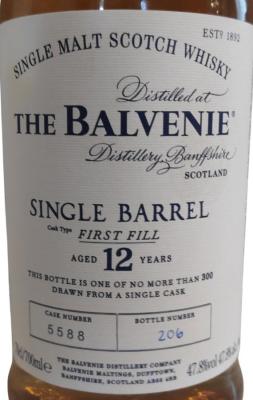 ESTD 1892
SINGLE MALT SCOTCH WHISKY
Distilled at
THE BALVENIE®
Distillery, Banffshire
SCOTLAND
SINGLE BARREL
Cask Type FIRST FILL
AGED 12 YEARS
THIS BOTTLE IS ONE OF NO MORE THAN 300
DRAWN FROM A SINGLE CASK
CASK NUMBER BOTTLE NUMBER
5588 206
70cl/700ml e 47.8%
THE BALVENIE DISTILLERY COMPANY
BALVENIE MALTINGS, DUFFTOWN,
BANFFSHIRE, SCOTLAND AB55 4BB